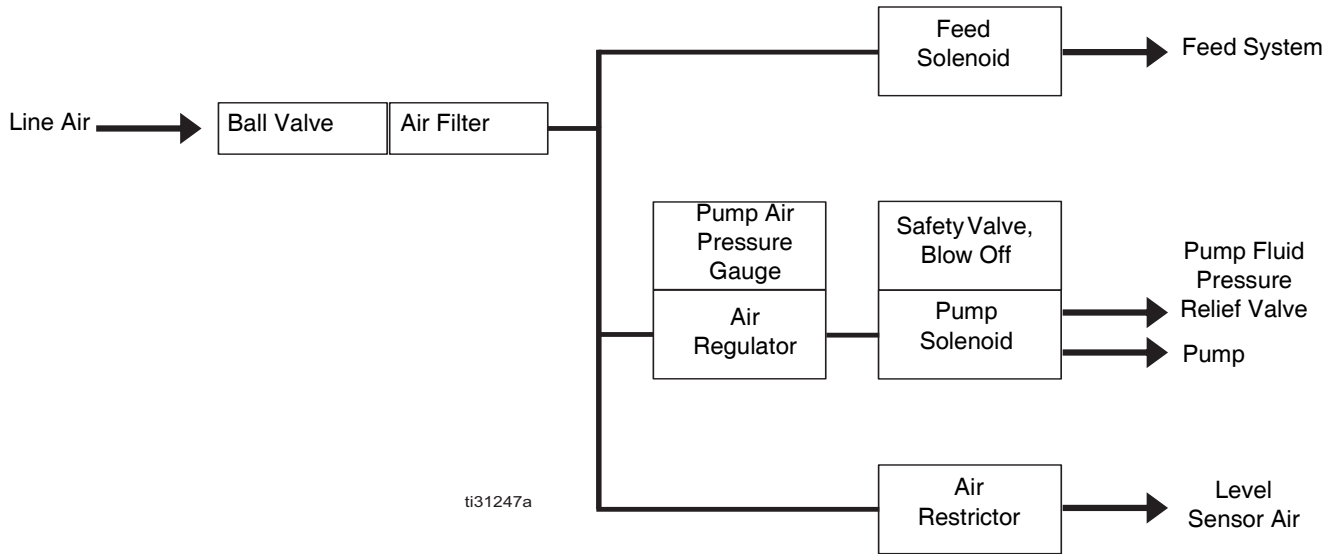 Feed
Solenoid
Feed System
Line Air
Ball Valve
Air Filter
Pump Air
Pressure
Gauge
Safety Valve,
Blow Off
Pump Fluid
Pressure
Relief Valve
Air
Regulator
Pump
Solenoid
Pump
ti31247a
Air
Restrictor
Level
Sensor Air